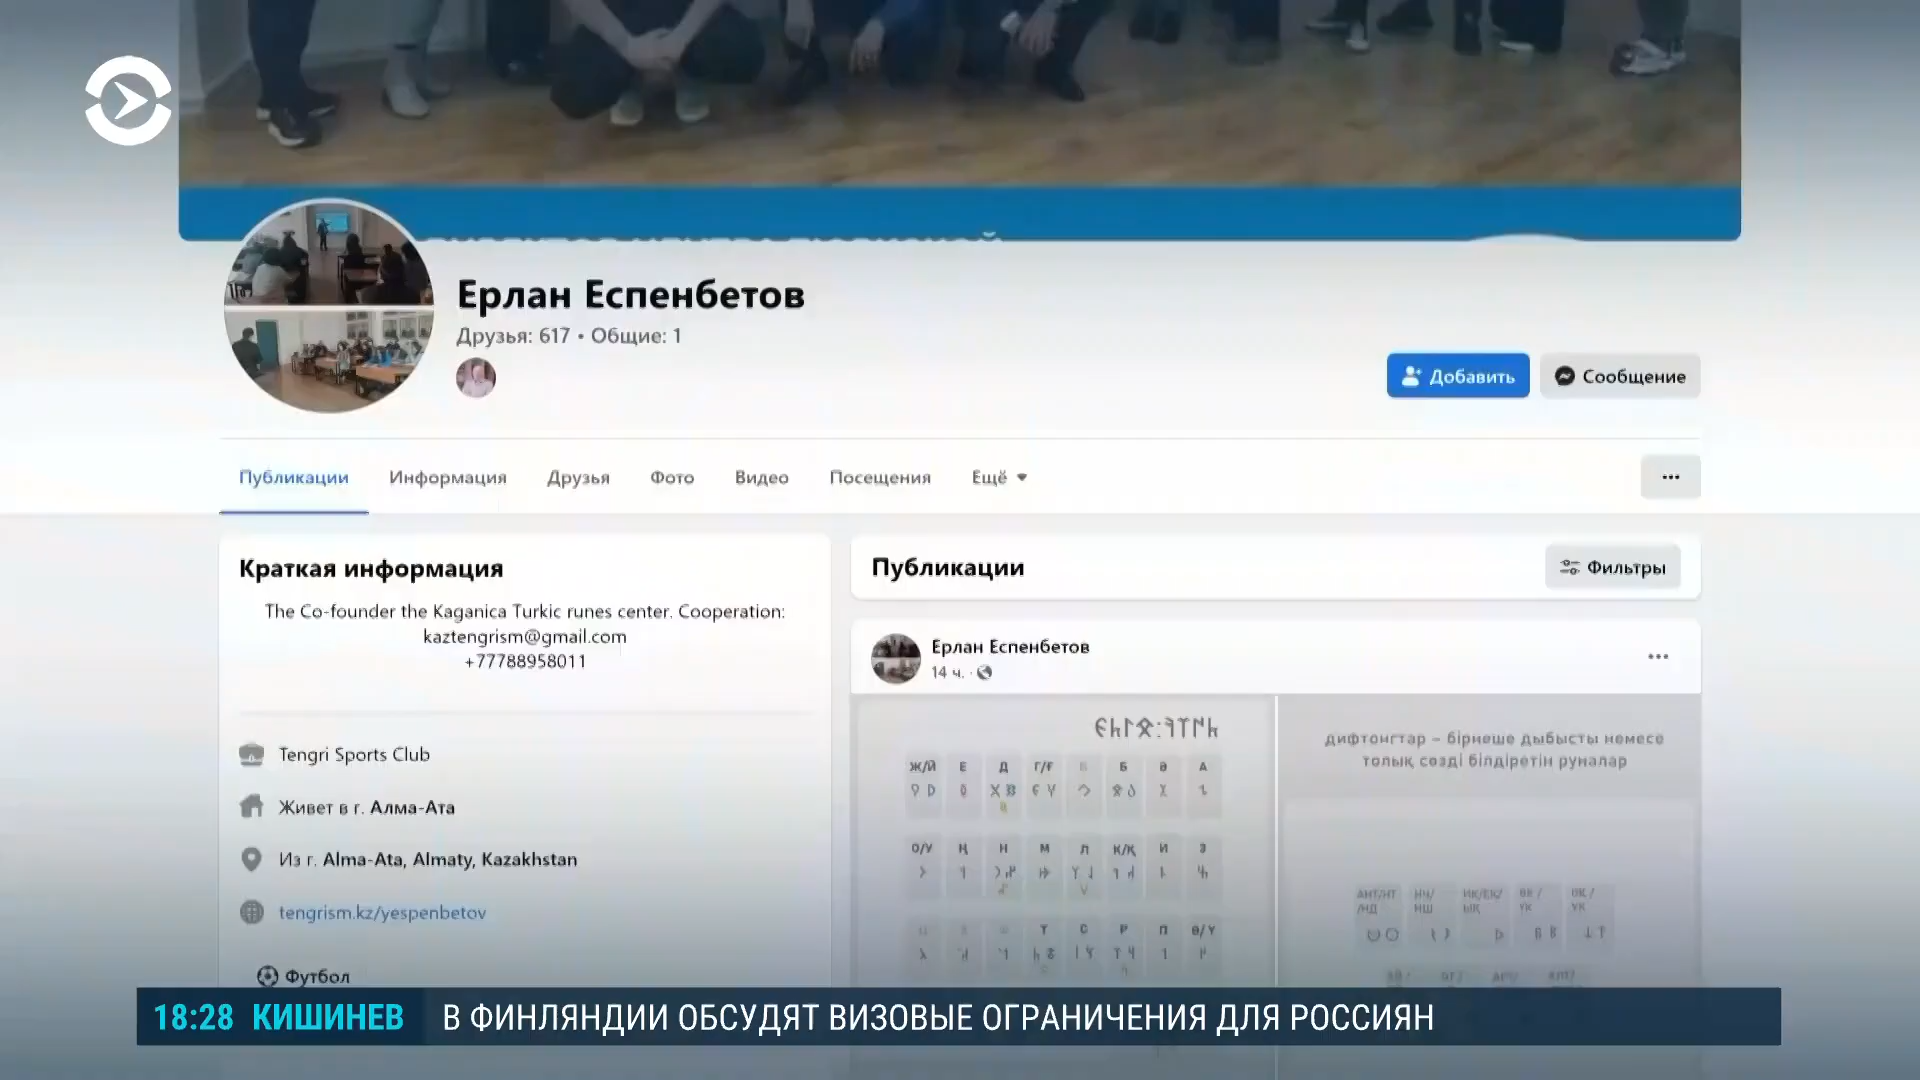 Ерлан Еспенбетов
Друзья: 617 • Общие: 1
Добавить
Сообщение
Публикации Информация Друзья Фото Видео Посещения Ещё
Краткая информация
The Co-founder the Kaganica Turkic runes center. Cooperation:
kaztengrism@gmail.com
+77788958011
Tengri Sports Club
Живет в г. Алма-Ата
Из г. Alma-Ata, Almaty, Kazakhstan
tengrism.kz/yespenbetov
Футбол
Публикации
Фильтры
Ерлан Еспенбетов
14 ч.
Ж/Й Е Д Г/Ғ Б Ә А
О/Ұ Ң Н М Л К/Қ И З
Т С Р П Ө/Ү
дифтонгтар – бірнеше дыбысты немесе
толық сөзді білдіретін руналар
18:28 КИШИНЕВ В ФИНЛЯНДИИ ОБСУДЯТ ВИЗОВЫЕ ОГРАНИЧЕНИЯ ДЛЯ РОССИЯН